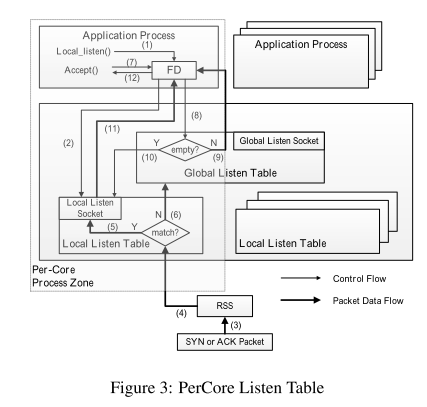 Application Process
Local_listen()
(1)
Accept()
(7)
(12)
FD
Application Process
(2)
(11)
(8)
Y
empty?
N
(10)
(9)
Global Listen Socket
Global Listen Table
Local Listen
Socket
N
(6)
(5)
Y
match?
Local Listen Table
Local Listen Table
Per-Core
Process Zone
(4)
RSS
(3)
SYN or ACK Packet
Control Flow
Packet Data Flow
Figure 3: PerCore Listen Table